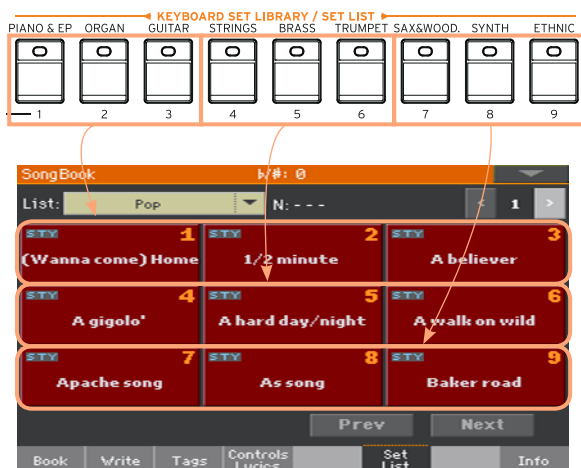 KEYBOARD SET LIBRARY / SET LIST
PIANO & EP ORGAN GUITAR STRINGS BRASS TRUMPET SAX&WOOD. SYNTH ETHNIC
1 2 3 4 5 6 7 8 9
SongBook ♭/#: 0
List: Pop N:--- < 1 >
STY 1 STY 2 STY 3
(Wanna come) Home 1/2 minute A believer
STY 4 STY 5 STY 6
A gigolo' A hard day/night A walk on wild
STY 7 STY 8 STY 9
Apache song As song Baker road
Prev Next
Book Write Tags Controls Lyrics Set List Info